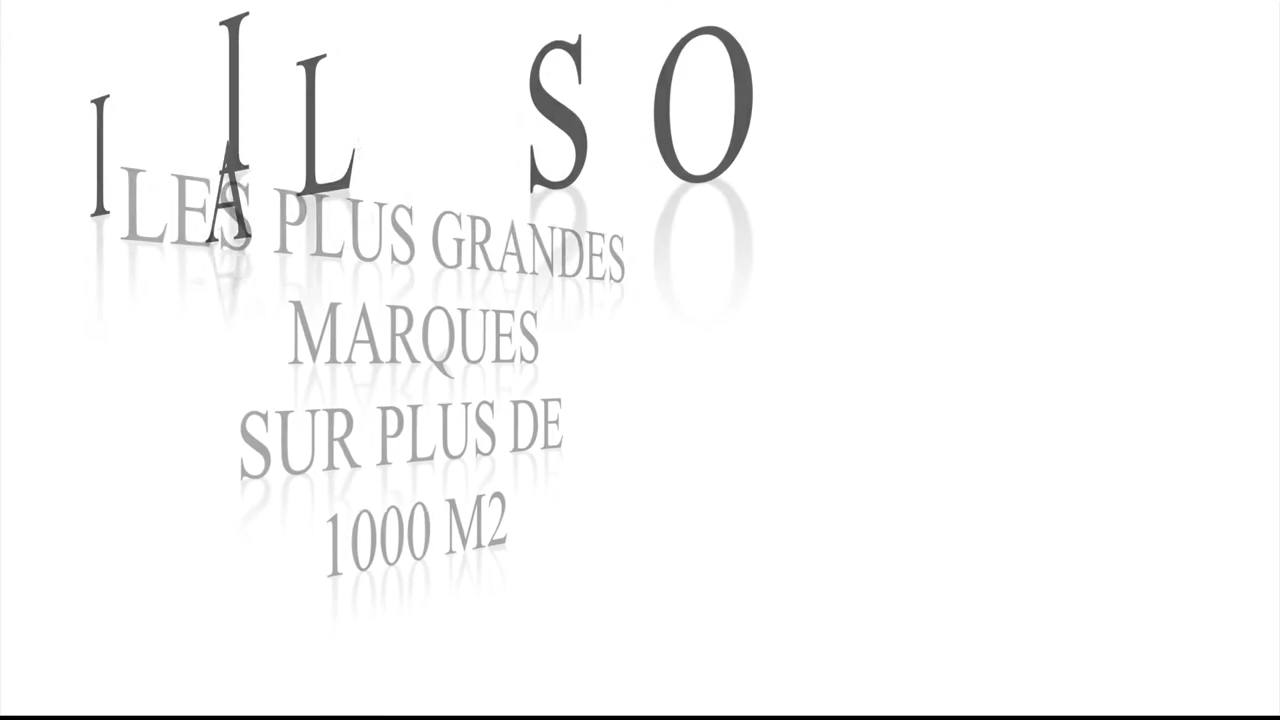 I I A L S O
LES PLUS GRANDES
MARQUES
SUR PLUS DE
1000 M2